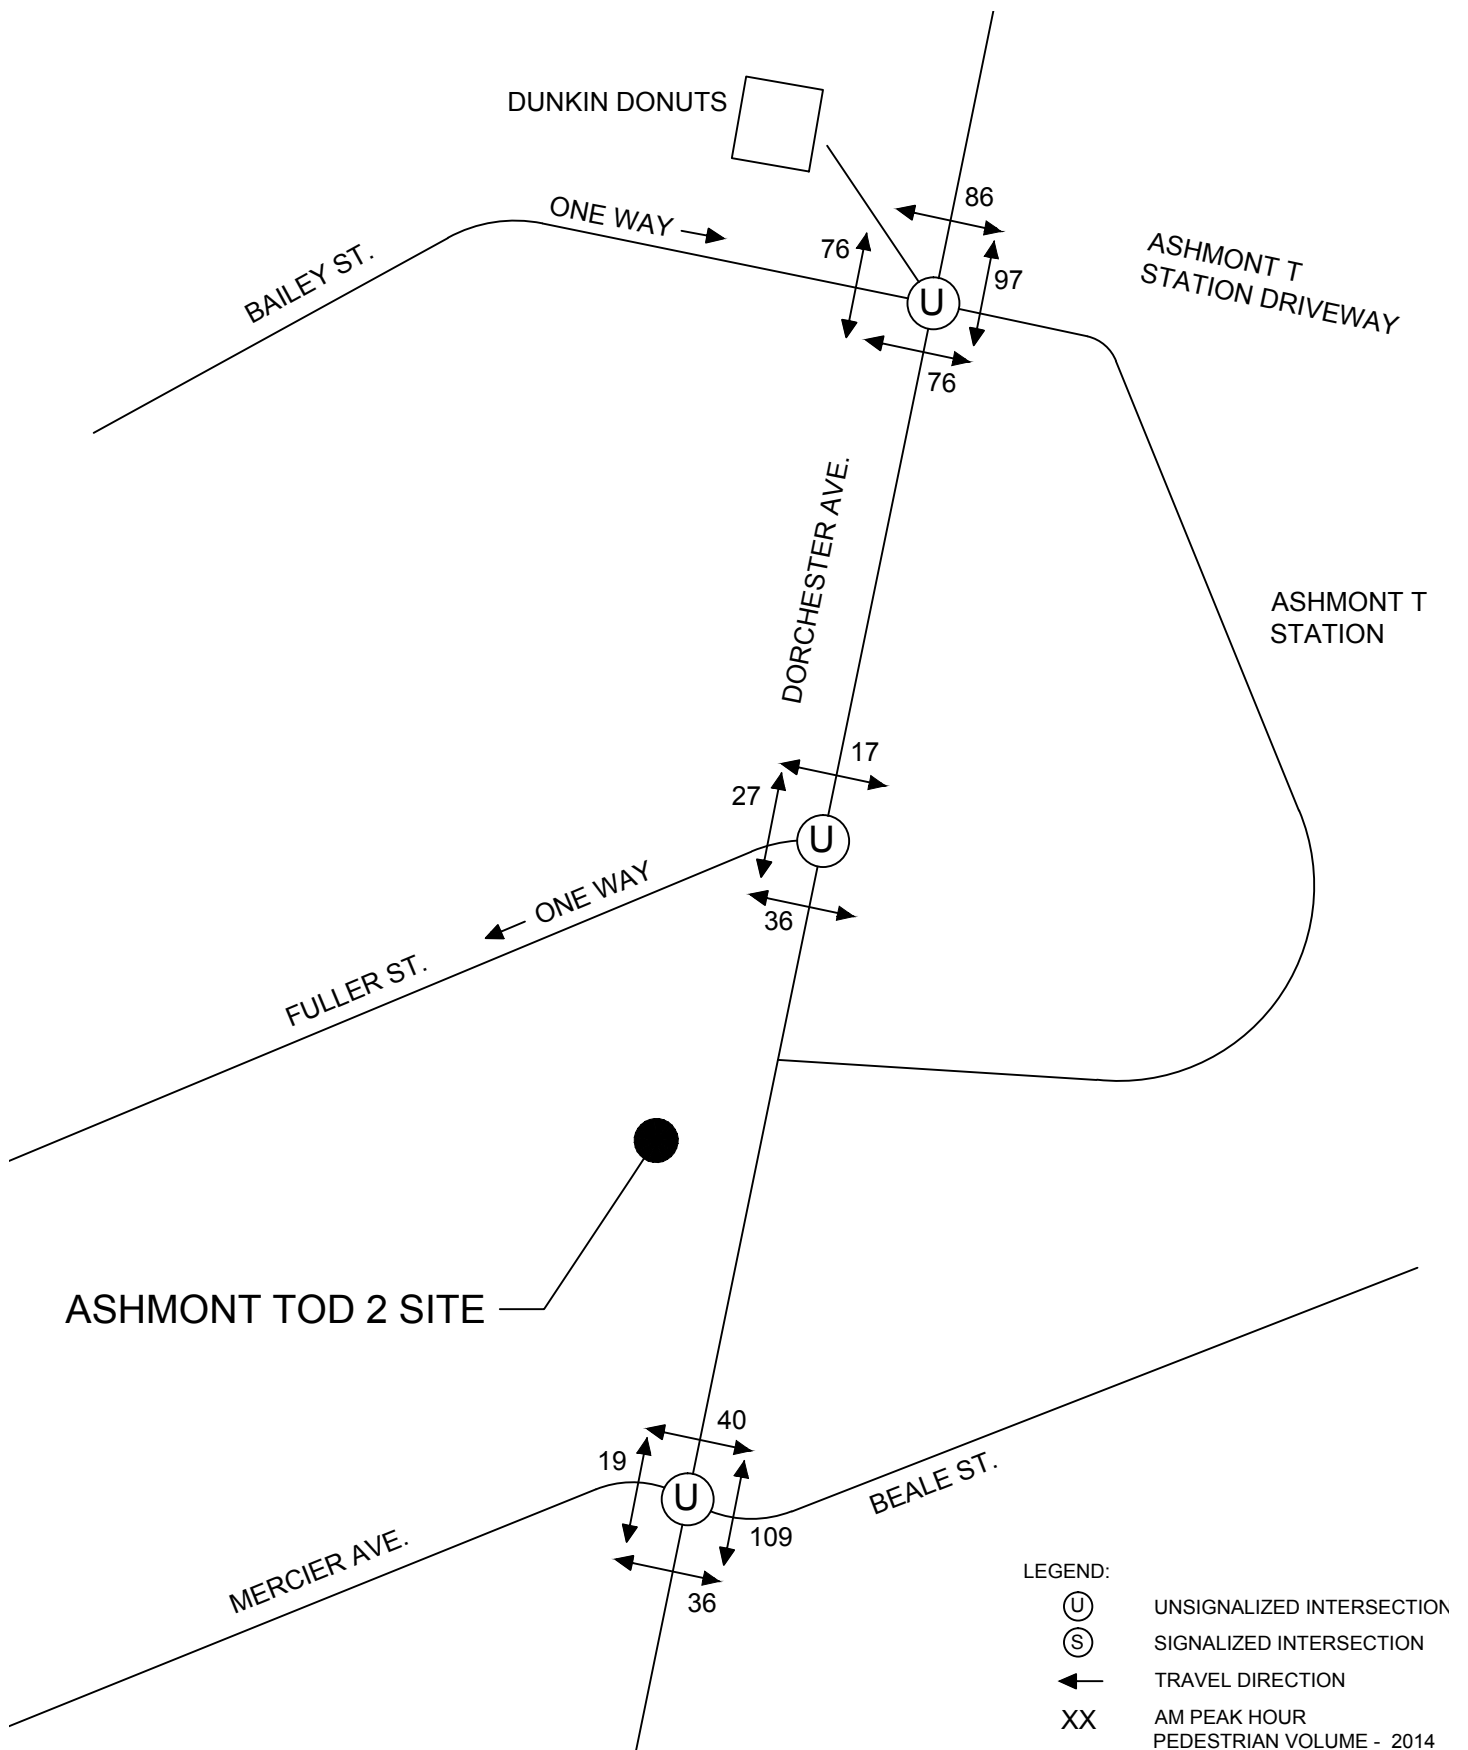 DUNKIN DONUTS
86
ONE WAY
76
97
ASHMONT T
STATION DRIVEWAY
BAILEY ST.
U
76
DORCHESTER AVE.
ASHMONT T
STATION
17
27
U
ONE WAY
36
FULLER ST.
ASHMONT TOD 2 SITE
40
19
U
BEALE ST.
109
MERCIER AVE.
36
LEGEND:
U UNSIGNALIZED INTERSECTION
S SIGNALIZED INTERSECTION
TRAVEL DIRECTION
XX AM PEAK HOUR
PEDESTRIAN VOLUME - 2014